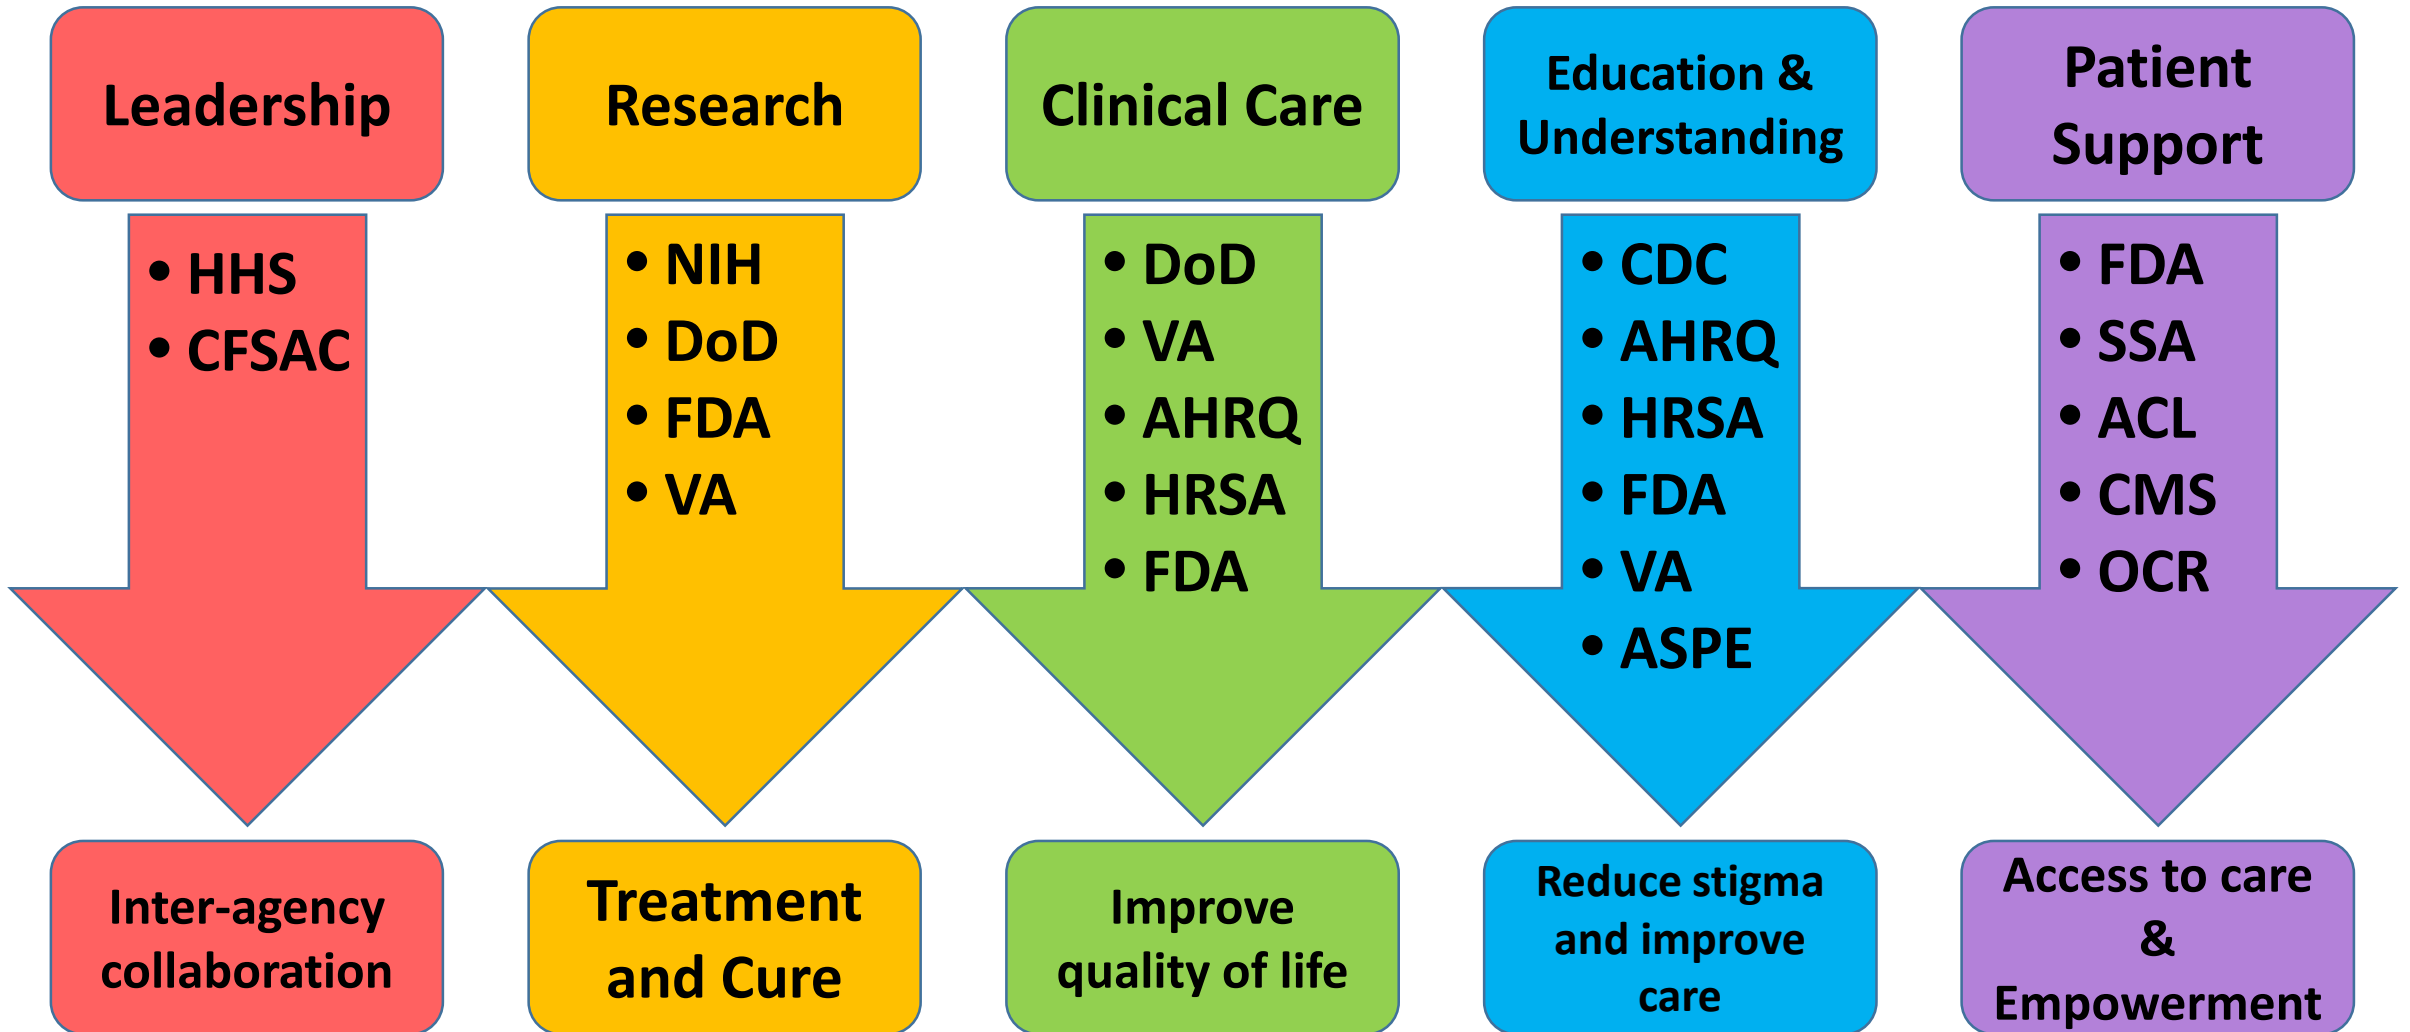 Leadership
• HHS
• CFSAC
Inter-agency
collaboration
Research
• NIH
• DoD
• FDA
• VA
Treatment
and Cure
Clinical Care
• DoD
• VA
• AHRQ
• HRSA
• FDA
Improve
quality of life
Education &
Understanding
• CDC
• AHRQ
• HRSA
• FDA
• VA
• ASPE
Reduce stigma
and improve
care
Patient
Support
• FDA
• SSA
• ACL
• CMS
• OCR
Access to care
&
Empowerment